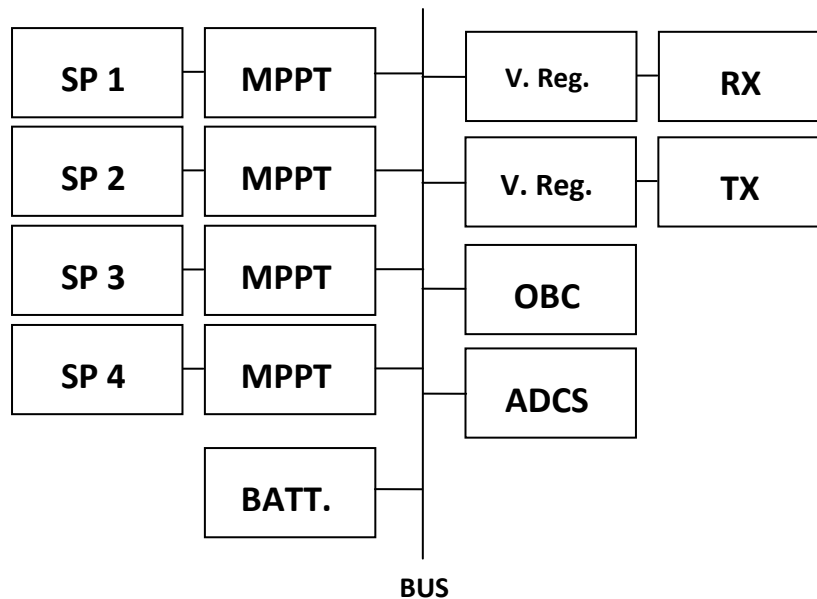 SP 1 MPPT V. Reg. RX
SP 2 MPPT V. Reg. TX
SP 3 MPPT OBC
SP 4 MPPT ADCS
BATT.
BUS